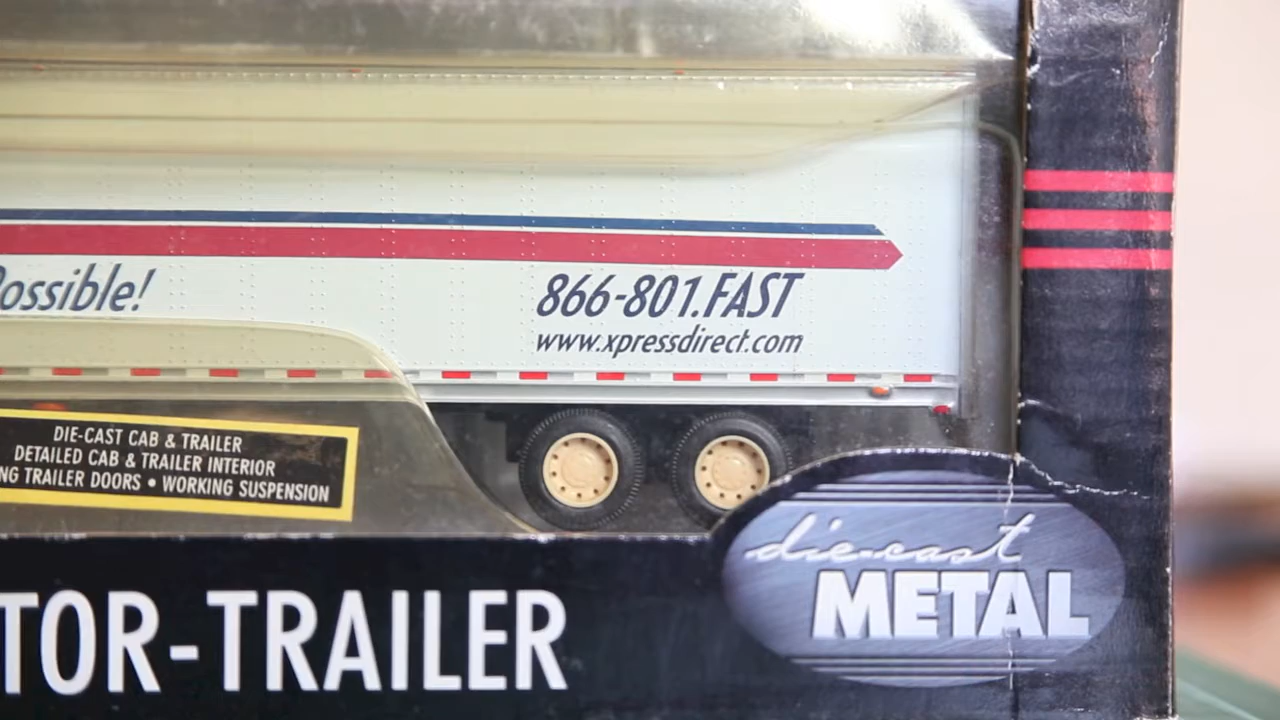 ossible!
866-801.FAST
www.xpressdirect.com
DIE-CAST CAB & TRAILER
DETAILED CAB & TRAILER INTERIOR
NG TRAILER DOORS • WORKING SUSPENSION
die-cast
METAL
TOR-TRAILER